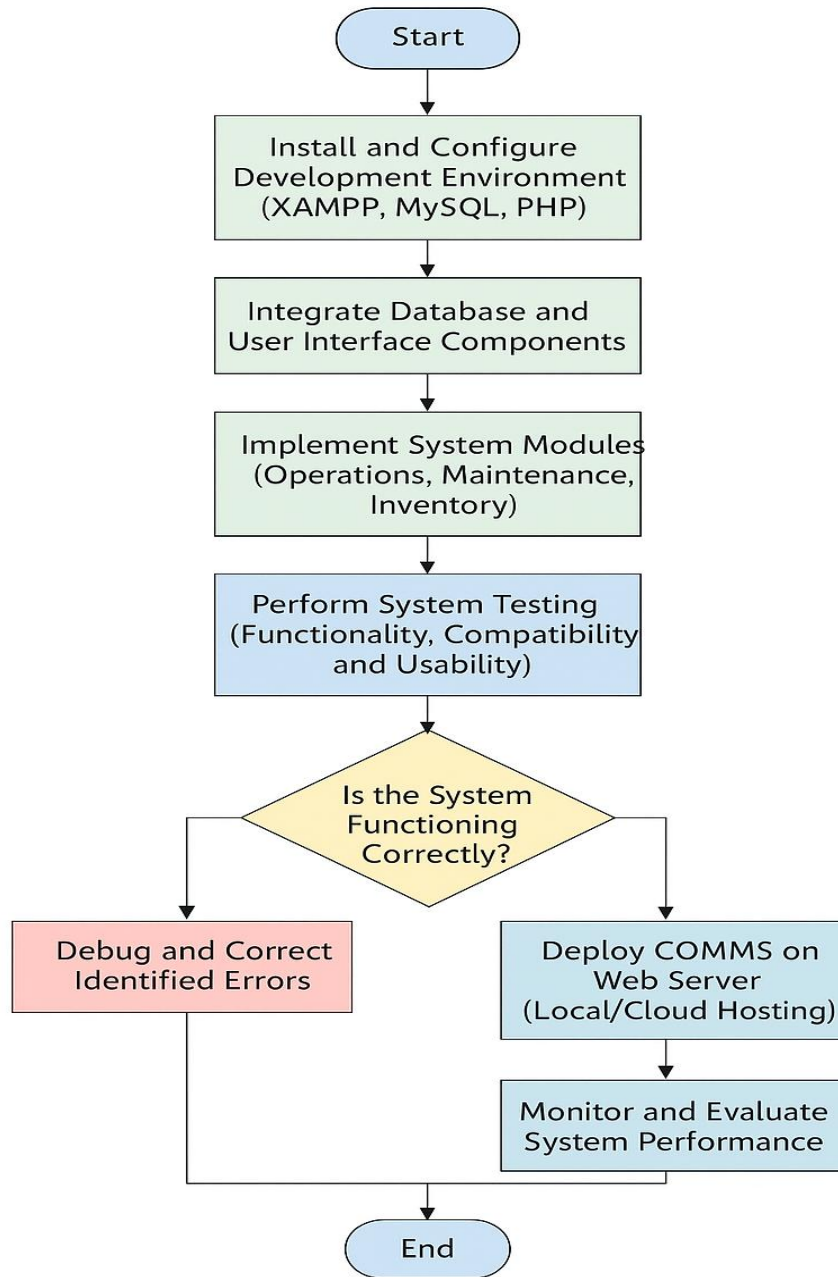 Start
Install and Configure
Development Environment
(XAMPP, MySQL, PHP)
Integrate Database and
User Interface Components
Implement System Modules
(Operations, Maintenance,
Inventory)
Perform System Testing
(Functionality, Compatibility
and Usability)
Is the System
Functioning
Correctly?
Debug and Correct
Identified Errors
Deploy COMMS on
Web Server
(Local/Cloud Hosting)
Monitor and Evaluate
System Performance
End